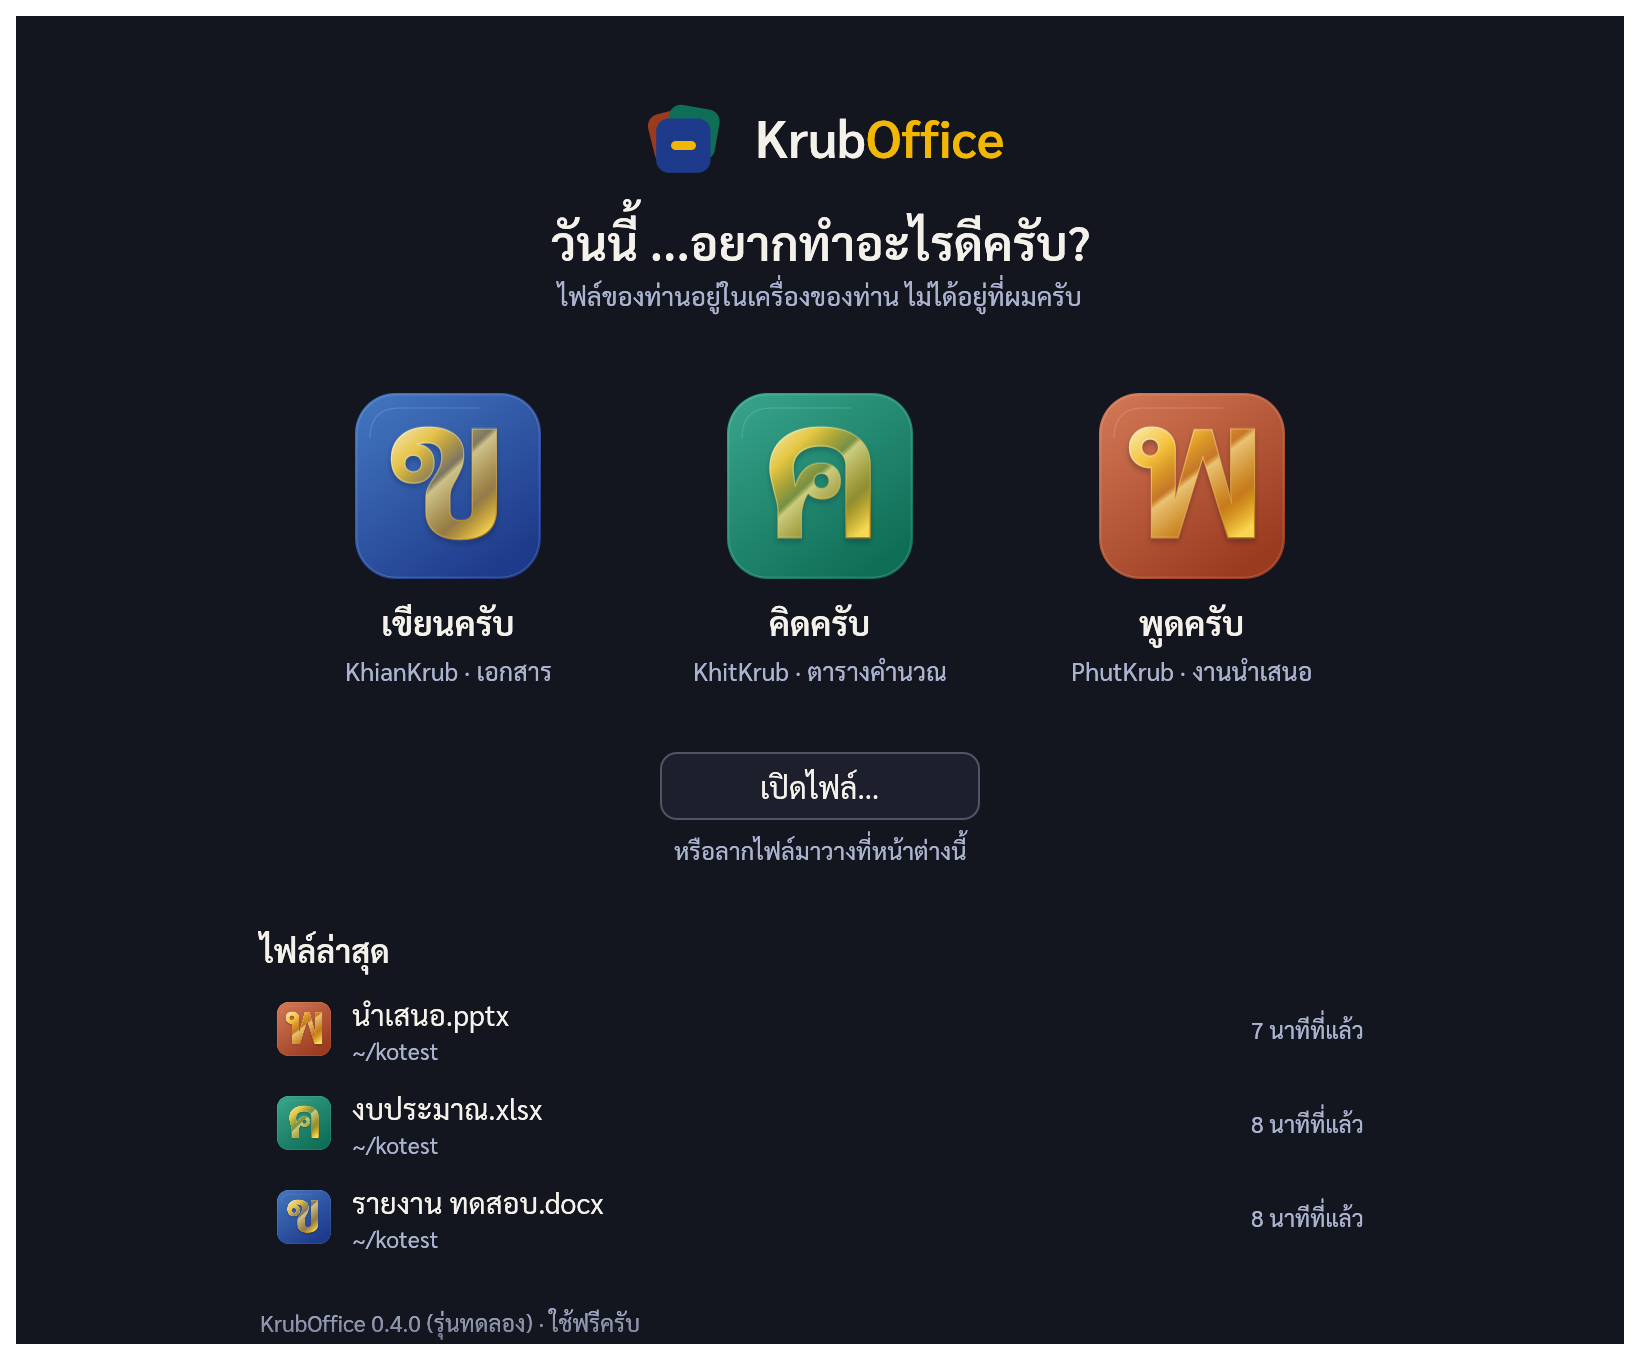 KrubOffice
วันนี้ ...อยากทำอะไรดีครับ?
ไฟล์ของท่านอยู่ในเครื่องของท่าน ไม่ได้อยู่ที่ผมครับ
ข ค พ
เขียนครับ คิดครับ พูดครับ
KhianKrub · เอกสาร KhitKrub · ตารางคำนวณ PhutKrub · งานนำเสนอ
เปิดไฟล์...
หรือลากไฟล์มาวางที่หน้าต่างนี้
ไฟล์ล่าสุด
พ นำเสนอ.pptx 7 นาทีที่แล้ว
~/kotest
ค งบประมาณ.xlsx 8 นาทีที่แล้ว
~/kotest
ข รายงาน ทดสอบ.docx 8 นาทีที่แล้ว
~/kotest
KrubOffice 0.4.0 (รุ่นทดลอง) · ใช้ฟรีครับ